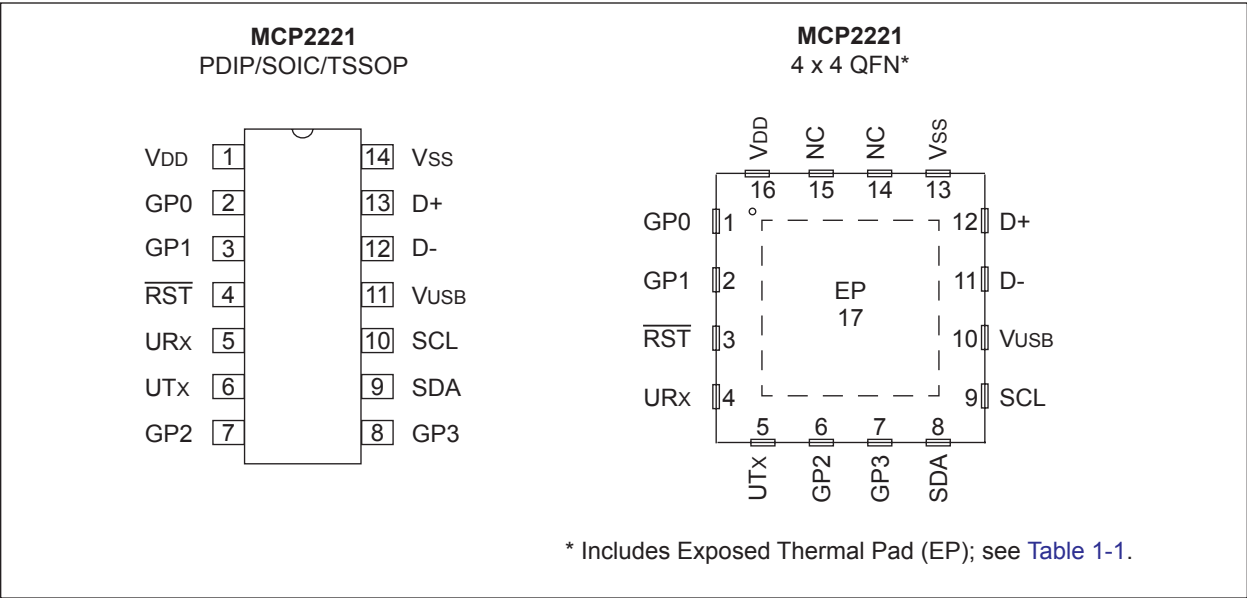 MCP2221
PDIP/SOIC/TSSOP
VDD 1
GP0 2
GP1 3
RST 4
URx 5
UTx 6
GP2 7
14 VSS
13 D+
12 D-
11 VUSB
10 SCL
9 SDA
8 GP3
MCP2221
4 x 4 QFN*
VDD NC NC VSS
16 15 14 13
GP0 1
GP1 2
RST 3
URx 4
EP
17
12 D+
11 D-
10 VUSB
9 SCL
5 6 7 8
UTx GP2 GP3 SDA
* Includes Exposed Thermal Pad (EP); see Table 1-1.